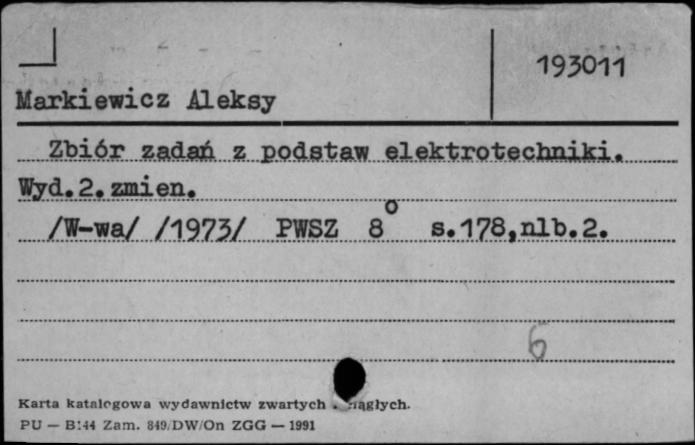 193011
Markiewicz Aleksy
Zbiór zadań z podstaw elektrotechniki.
Wyd.2.zmien.
/W-wa/ /1973/ PWSZ 8° s.178,nlb.2.
6
Karta katalogowa wydawnictw zwartych
PU — B:44 Zam. 849/DW/On ZGG — 1991